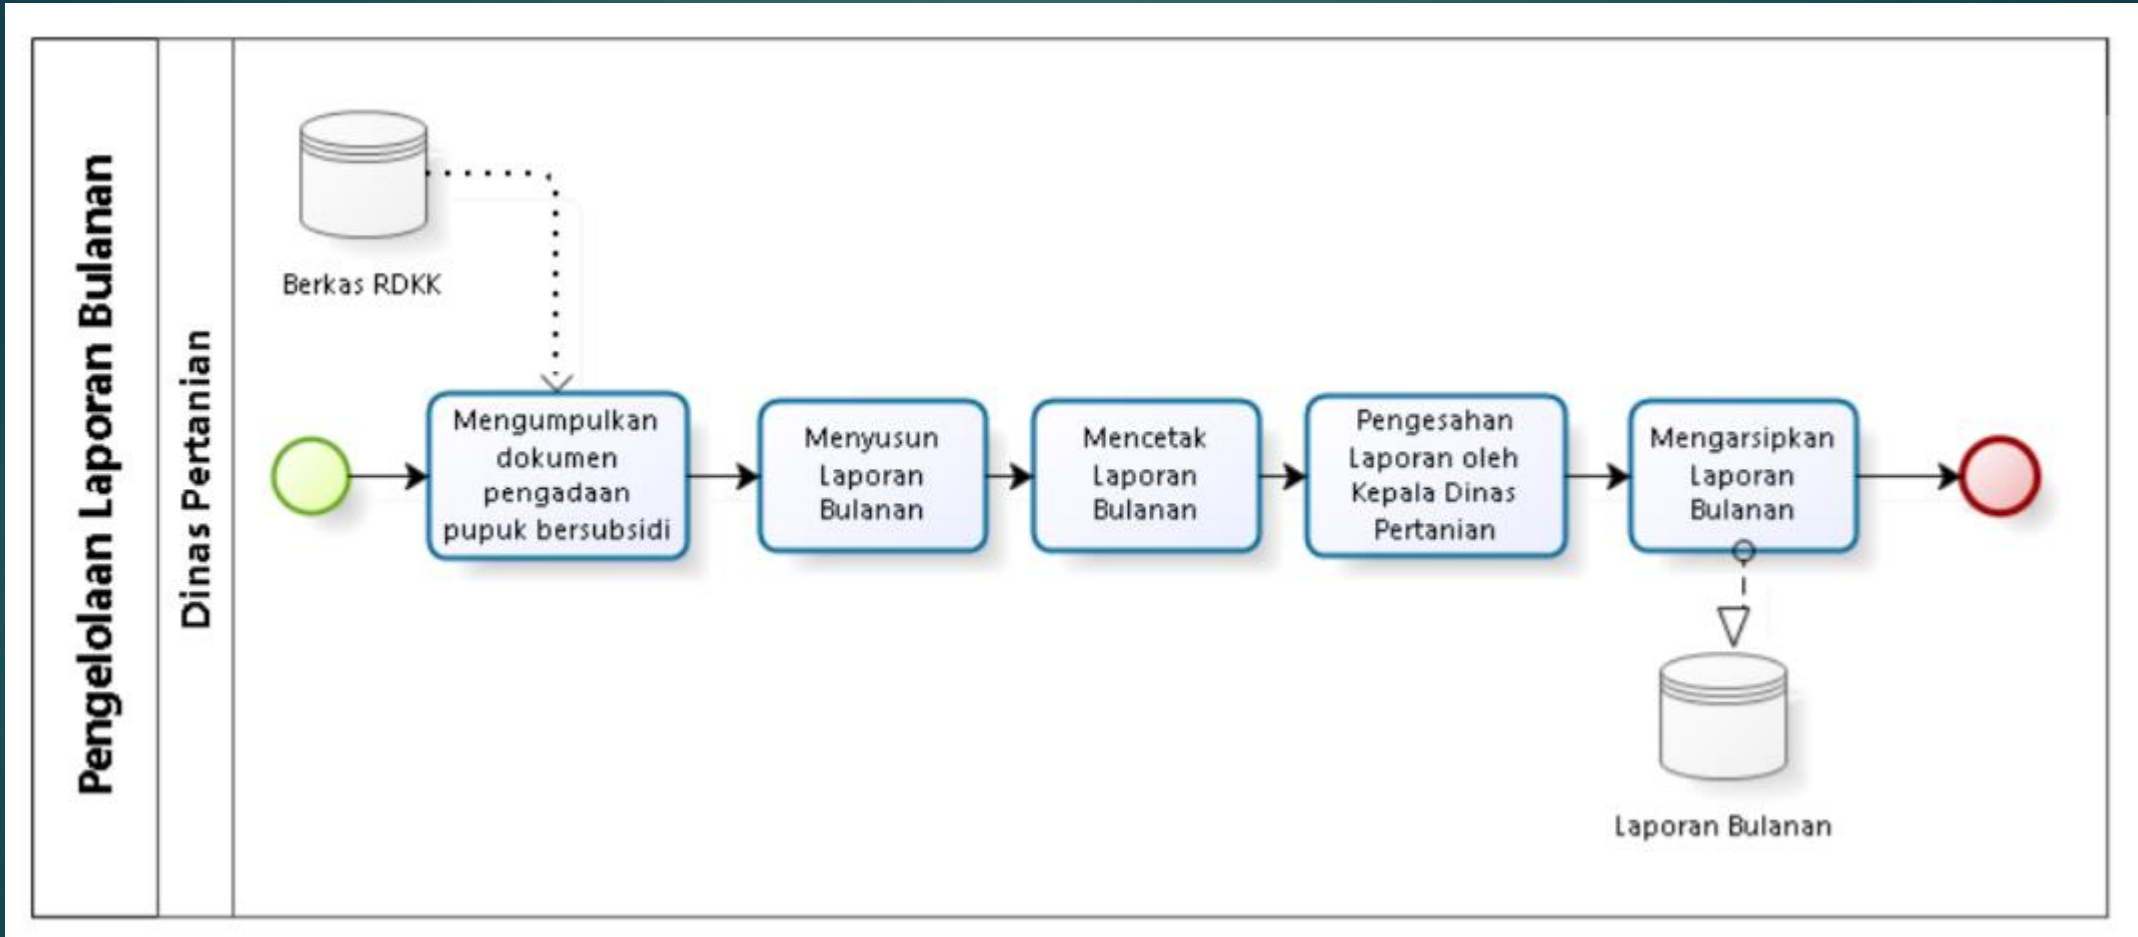 Pengelolaan Laporan Bulanan
Dinas Pertanian
Berkas RDKK
Mengumpulkan
dokumen
pengadaan
pupuk bersubsidi
Menyusun
Laporan
Bulanan
Mencetak
Laporan
Bulanan
Pengesahan
Laporan oleh
Kepala Dinas
Pertanian
Mengarsipkan
Laporan
Bulanan
Laporan Bulanan